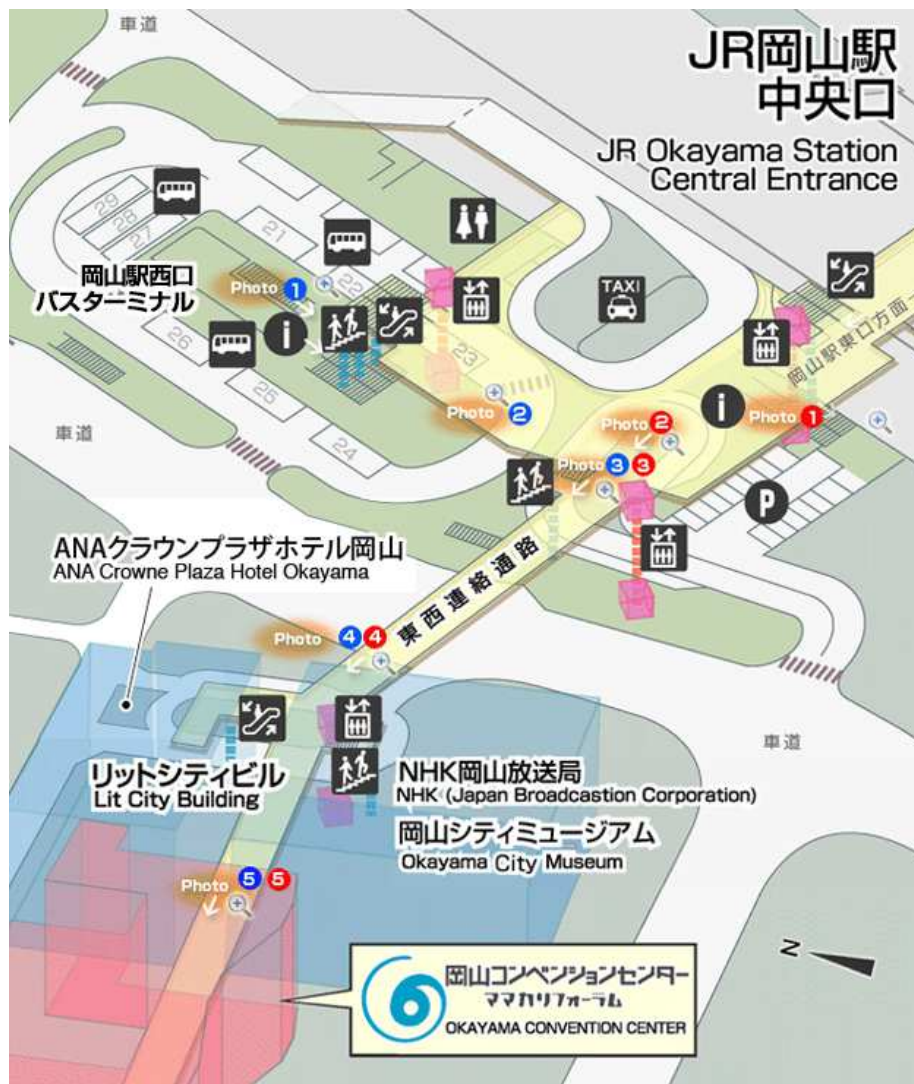 車道
JR岡山駅
中央口
JR Okayama Station
Central Entrance
29
28
27
21
22
岡山駅西口
バスターミナル
Photo 1
i
TAXI
26
25
24
23
Photo 2
Photo 2
i
Photo 1
岡山駅東口方面
車道
Photo 3 3
P
ANAクラウンプラザホテル岡山
ANA Crowne Plaza Hotel Okayama
東西連絡通路
Photo 4 4
車道
リットシティビル
Lit City Building
NHK岡山放送局
NHK (Japan Broadcastion Corporation)
岡山シティミュージアム
Okayama City Museum
Photo 5 5
N
岡山コンベンションセンター
ママカリフォーラム
OKAYAMA CONVENTION CENTER